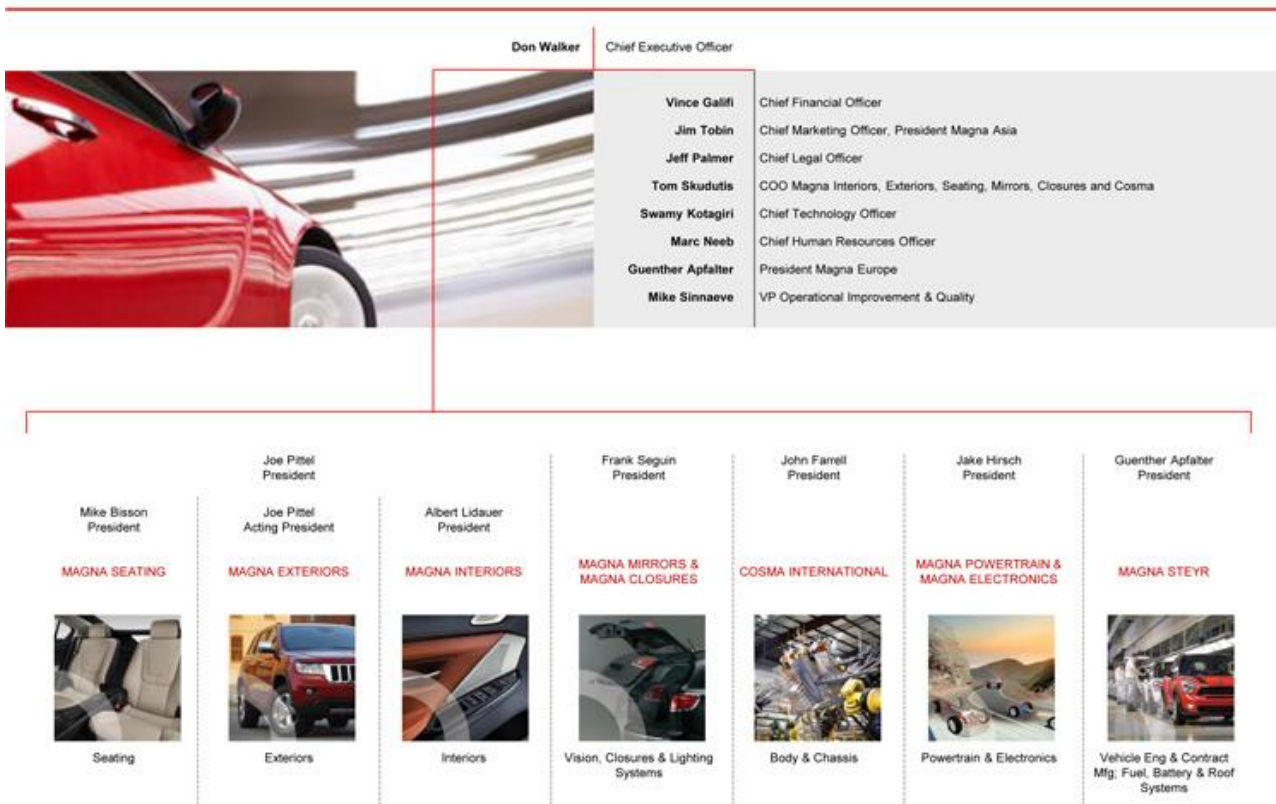 Don Walker Chief Executive Officer
Vince Galifi Chief Financial Officer
Jim Tobin Chief Marketing Officer, President Magna Asia
Jeff Palmer Chief Legal Officer
Tom Skudutis COO Magna Interiors, Exteriors, Seating, Mirrors, Closures and Cosma
Swamy Kotagiri Chief Technology Officer
Marc Neeb Chief Human Resources Officer
Guenther Apfalter President Magna Europe
Mike Sinnaeve VP Operational Improvement & Quality
Joe Pittel
President
Mike Bisson
President
MAGNA SEATING
Seating
Joe Pittel
Acting President
MAGNA EXTERIORS
Exteriors
Albert Lidauer
President
MAGNA INTERIORS
Interiors
Frank Seguin
President
MAGNA MIRRORS &
MAGNA CLOSURES
Vision, Closures & Lighting
Systems
John Farrell
President
COSMA INTERNATIONAL
Body & Chassis
Jake Hirsch
President
MAGNA POWERTRAIN &
MAGNA ELECTRONICS
Powertrain & Electronics
Guenther Apfalter
President
MAGNA STEYR
Vehicle Eng & Contract
Mfg; Fuel, Battery & Roof
Systems